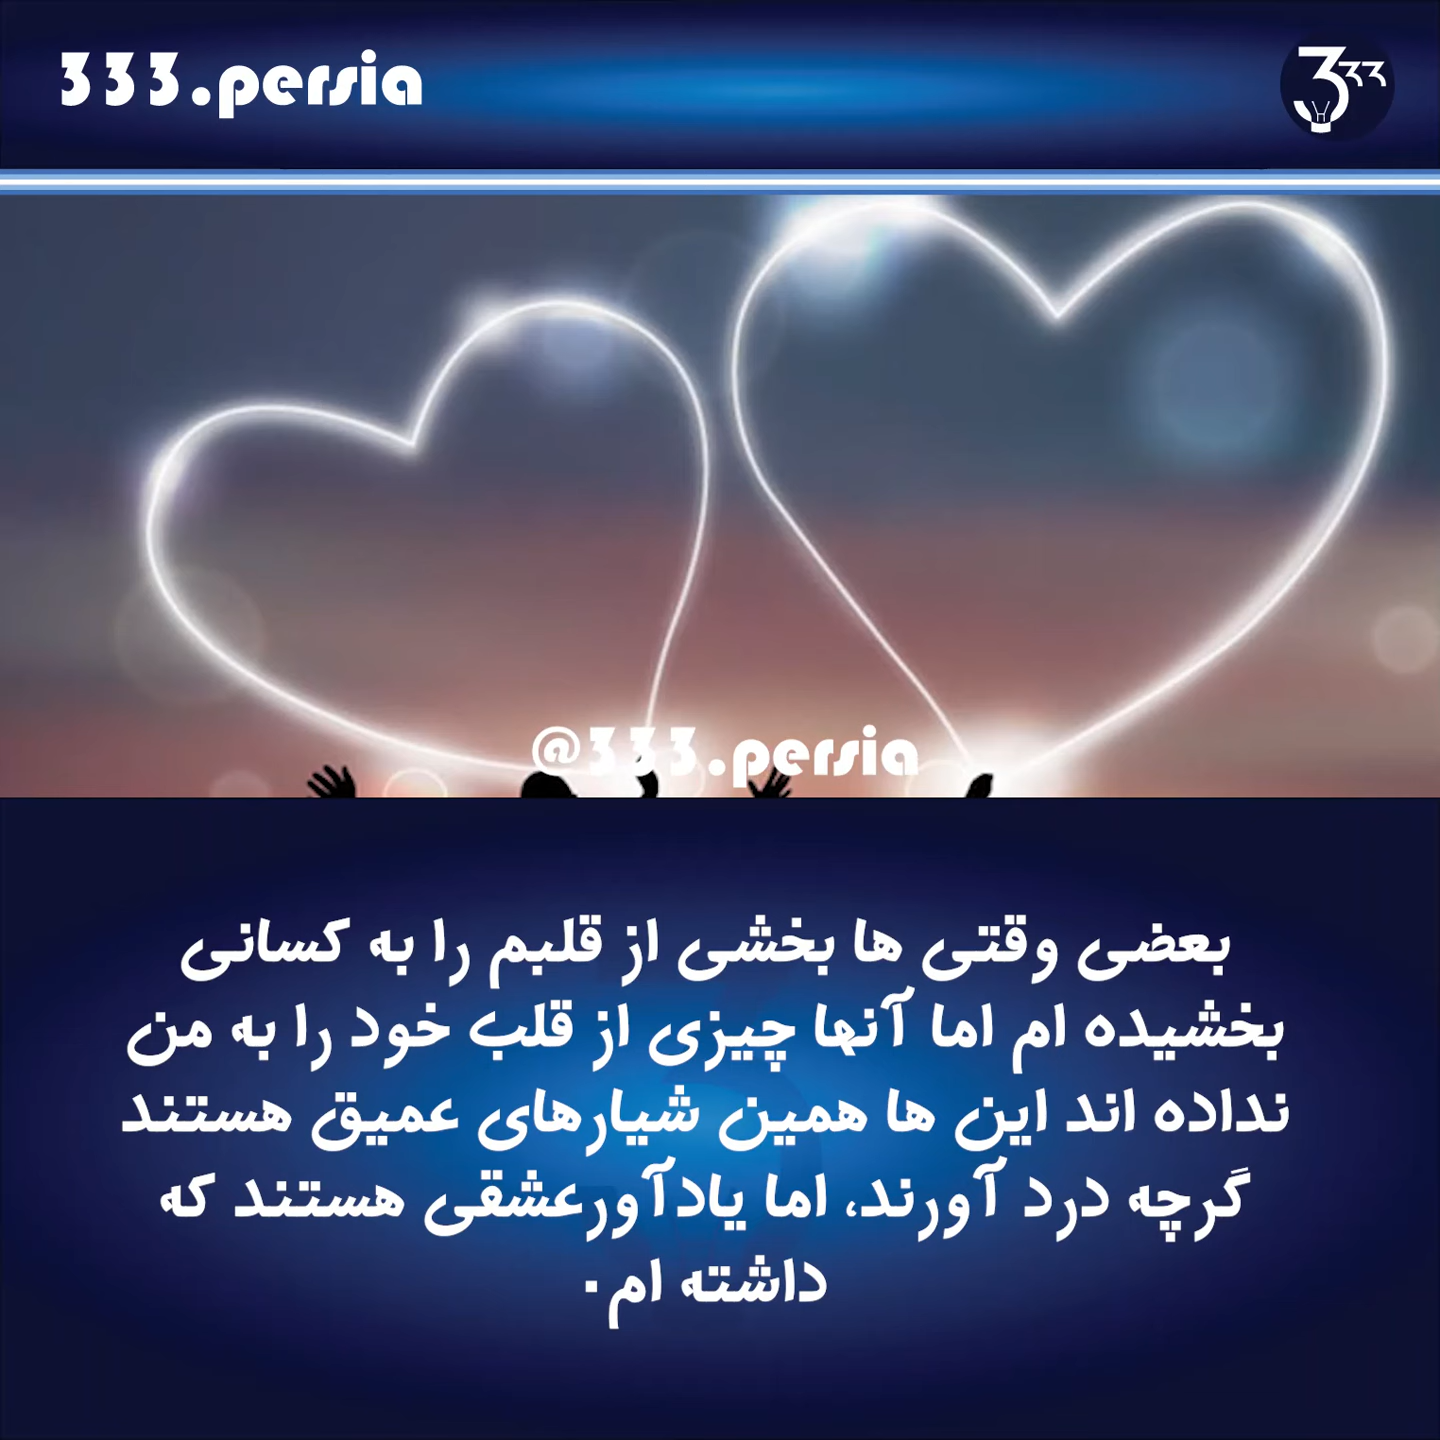 333.persia
333
@333.persia
بعضی وقتی ها بخشی از قلبم را به کسانی
بخشیده ام اما آنها چیزی از قلب خود را به من
نداده اند این ها همین شیارهای عمیق هستند
گرچه درد آورند، اما یادآورعشقی هستند که
داشته ام.